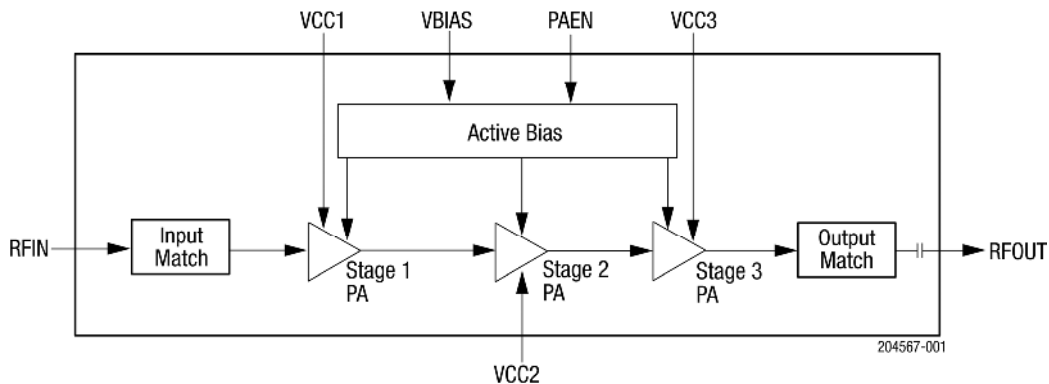 VCC1
VBIAS
PAEN
VCC3
Active Bias
RFIN
Input
Match
Stage 1
PA
Stage 2
PA
Stage 3
PA
Output
Match
RFOUT
204567-001
VCC2